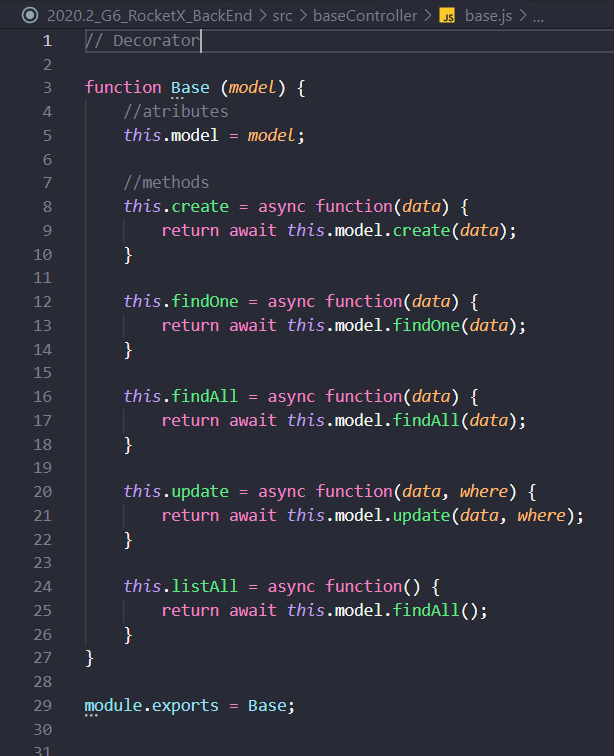 2020.2_G6_RocketX_BackEnd > src > baseController > JS base.js > ...
1 // Decorator
2
3 function Base (model) {
4     //atributes
5     this.model = model;
6
7     //methods
8     this.create = async function(data) {
9         return await this.model.create(data);
10     }
11
12     this.findOne = async function(data) {
13         return await this.model.findOne(data);
14     }
15
16     this.findAll = async function(data) {
17         return await this.model.findAll(data);
18     }
19
20     this.update = async function(data, where) {
21         return await this.model.update(data, where);
22     }
23
24     this.listAll = async function() {
25         return await this.model.findAll();
26     }
27 }
28
29 module.exports = Base;
30
31